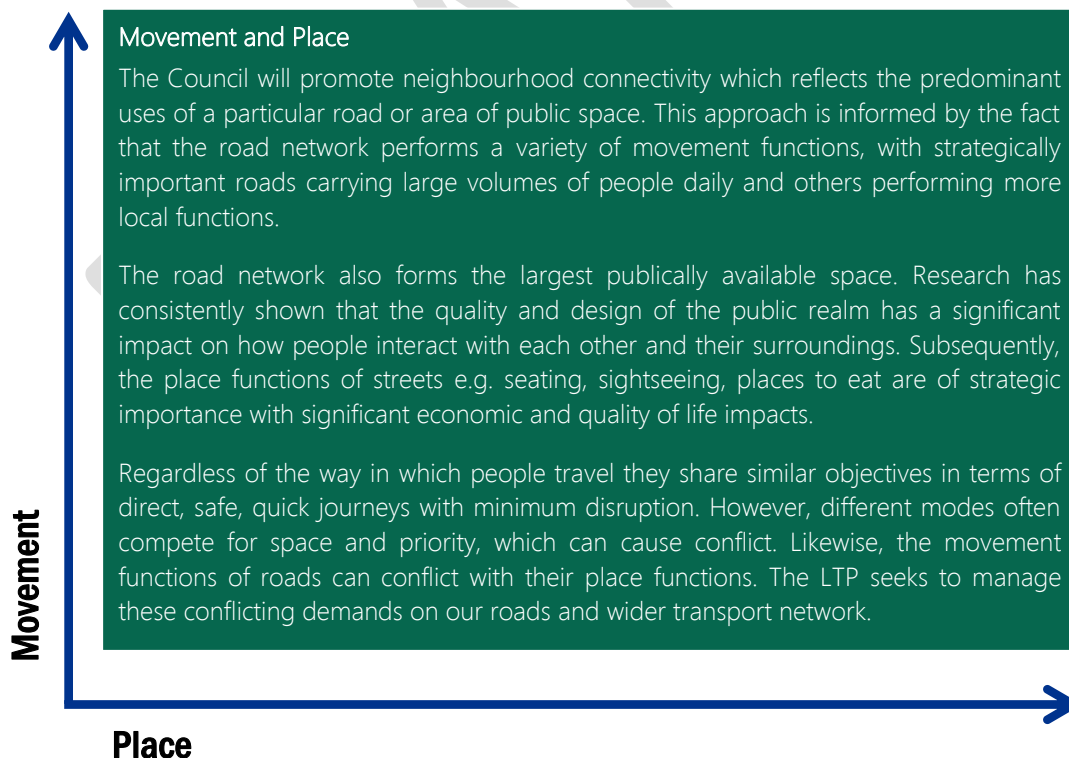 Movement and Place
The Council will promote neighbourhood connectivity which reflects the predominant
uses of a particular road or area of public space. This approach is informed by the fact
that the road network performs a variety of movement functions, with strategically
important roads carrying large volumes of people daily and others performing more
local functions.
The road network also forms the largest publically available space. Research has
consistently shown that the quality and design of the public realm has a significant
impact on how people interact with each other and their surroundings. Subsequently,
the place functions of streets e.g. seating, sightseeing, places to eat are of strategic
importance with significant economic and quality of life impacts.
Regardless of the way in which people travel they share similar objectives in terms of
direct, safe, quick journeys with minimum disruption. However, different modes often
compete for space and priority, which can cause conflict. Likewise, the movement
functions of roads can conflict with their place functions. The LTP seeks to manage
these conflicting demands on our roads and wider transport network.
Movement
Place